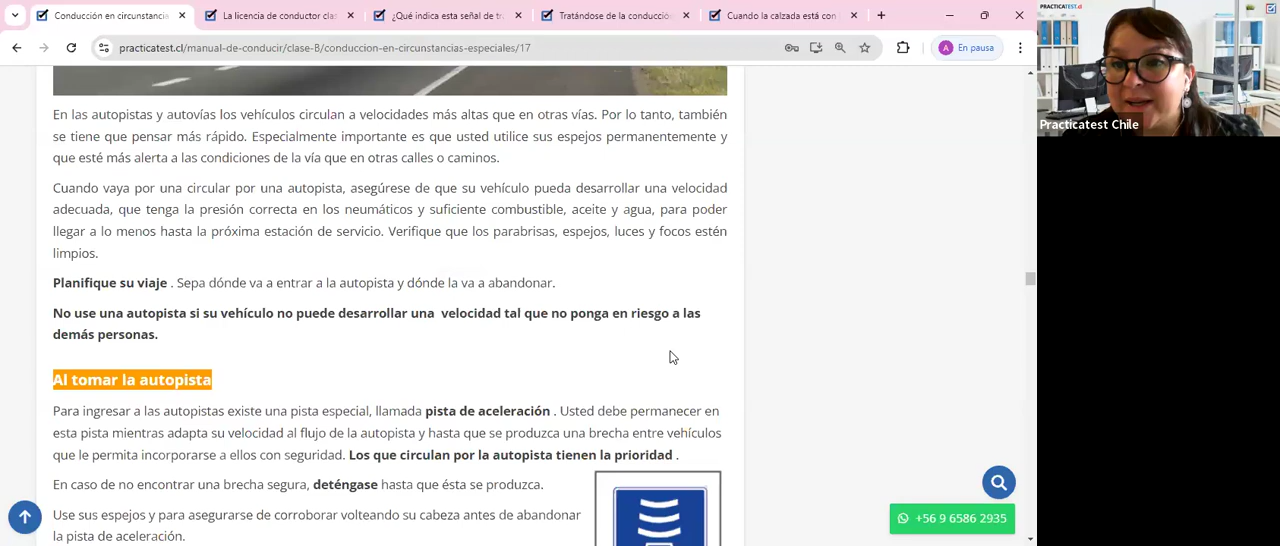 Conducción en circunstancia
La licencia de conductor clas
¿Qué indica esta señal de tr
Tratándose de la conducción
Cuando la calzada está con
practicatest.cl/manual-de-conducir/clase-B/conduccion-en-circunstancias-especiales/17
A En pausa
PRACTICATEST.cl
Practicatest Chile
En las autopistas y autovías los vehículos circulan a velocidades más altas que en otras vías. Por lo tanto, también
se tiene que pensar más rápido. Especialmente importante es que usted utilice sus espejos permanentemente y
que esté más alerta a las condiciones de la vía que en otras calles o caminos.
Cuando vaya por una circular por una autopista, asegúrese de que su vehículo pueda desarrollar una velocidad
adecuada, que tenga la presión correcta en los neumáticos y suficiente combustible, aceite y agua, para poder
llegar a lo menos hasta la próxima estación de servicio. Verifique que los parabrisas, espejos, luces y focos estén
limpios.
Planifique su viaje . Sepa dónde va a entrar a la autopista y dónde la va a abandonar.
No use una autopista si su vehículo no puede desarrollar una velocidad tal que no ponga en riesgo a las
demás personas.
Al tomar la autopista
Para ingresar a las autopistas existe una pista especial, llamada pista de aceleración . Usted debe permanecer en
esta pista mientras adapta su velocidad al flujo de la autopista y hasta que se produzca una brecha entre vehículos
que le permita incorporarse a ellos con seguridad. Los que circulan por la autopista tienen la prioridad .
En caso de no encontrar una brecha segura, deténgase hasta que ésta se produzca.
Use sus espejos y para asegurarse de comprobar volteando su cabeza antes de abandonar
la pista de aceleración.
+56 9 6586 2935